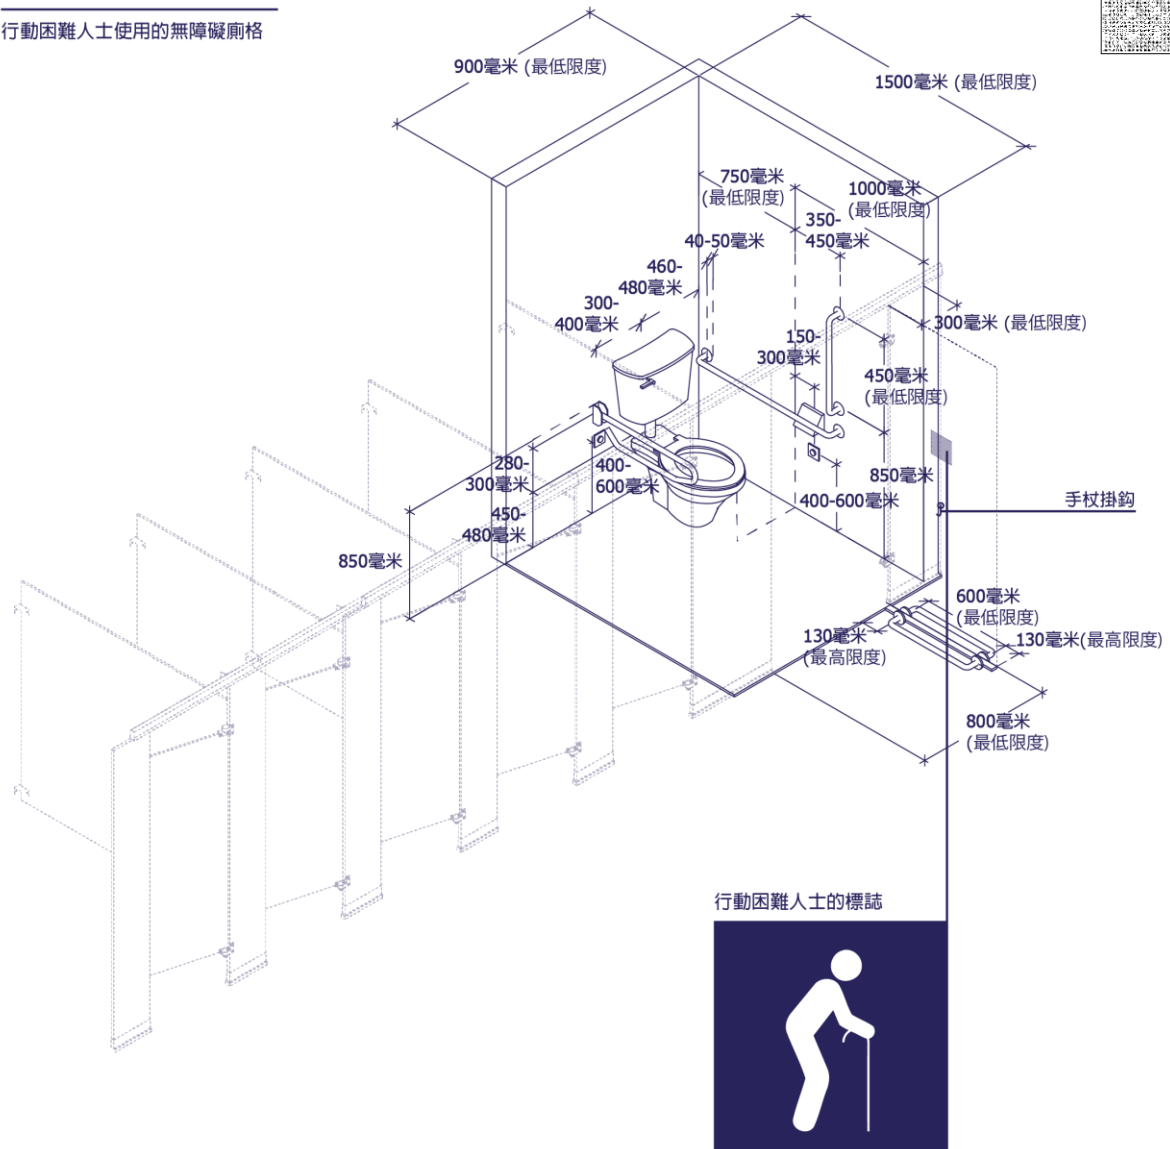 行動困難人士使用的無障礙廁格
900毫米 (最低限度)
1500毫米 (最低限度)
750毫米
(最低限度)
1000毫米
(最低限度)
350-
450毫米
40-50毫米
460-
480毫米
300-
400毫米
300毫米 (最低限度)
150-
300毫米
450毫米
(最低限度)
280-
300毫米
400-
600毫米
850毫米
400-600毫米
手杖掛鈎
450-
480毫米
850毫米
600毫米
(最低限度)
130毫米
(最高限度)
130毫米(最高限度)
800毫米
(最低限度)
行動困難人士的標誌